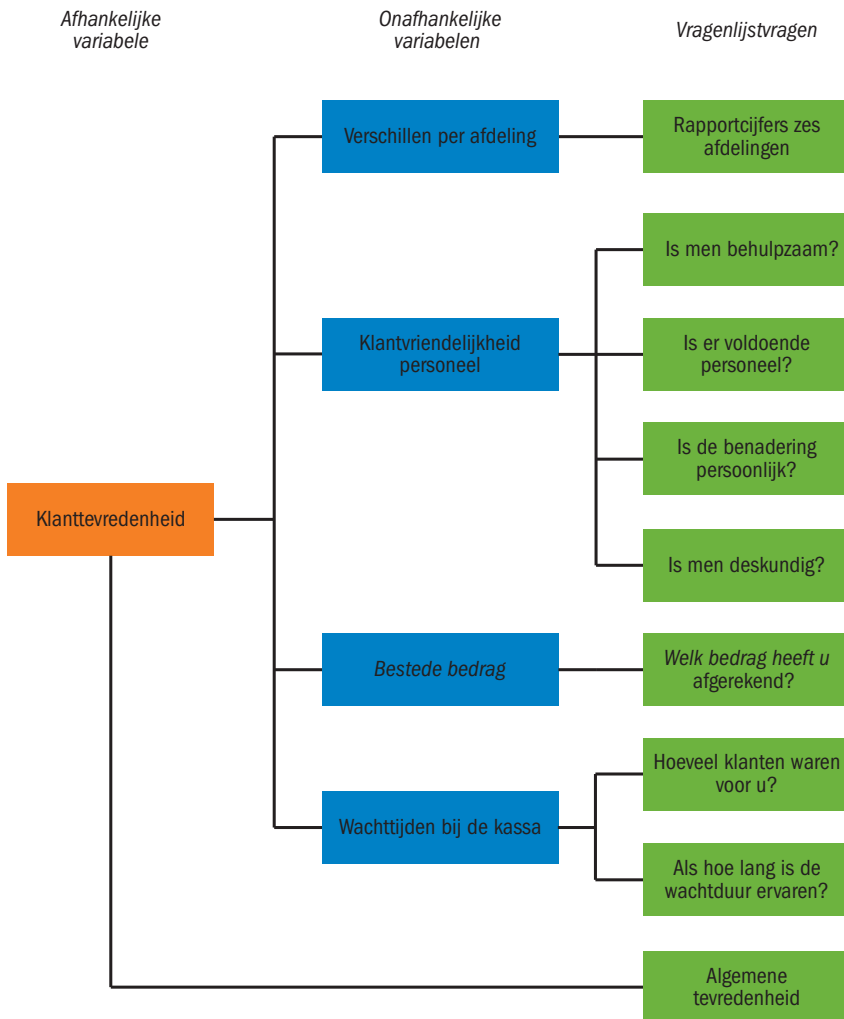 Afhankelijke
variabele
Onafhankelijke
variabelen
Vragenlijstvragen
Verschillen per afdeling
Rapportcijfers zes
afdelingen
Is men behulpzaam?
Klantvriendelijkheid
personeel
Is er voldoende
personeel?
Is de benadering
persoonlijk?
Klanttevredenheid
Is men deskundig?
Bestede bedrag
Welk bedrag heeft u
afgerekend?
Hoeveel klanten waren
voor u?
Wachttijden bij de kassa
Als hoe lang is de
wachtduur ervaren?
Algemene
tevredenheid